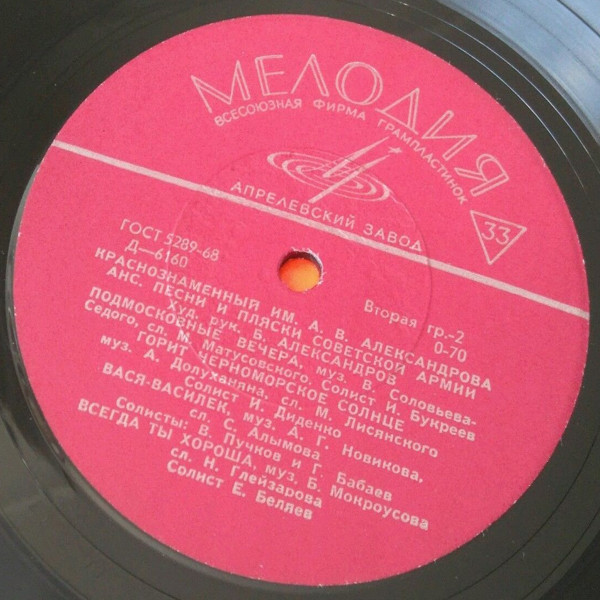 МЕЛОДИЯ
ВСЕСОЮЗНАЯ ФИРМА ГРАМПЛАСТИНОК
АПРЕЛЕВСКИЙ ЗАВОД
33
ГОСТ 5289-68
Д—6160
Вторая гр.-2
0-70
КРАСНОЗНАМЕННЫЙ ИМ. А. В. АЛЕКСАНДРОВА
АНС. ПЕСНИ И ПЛЯСКИ СОВЕТСКОЙ АРМИИ
Худ. рук. Б. АЛЕКСАНДРОВ
ПОДМОСКОВНЫЕ ВЕЧЕРА, муз. В. Соловьева-
Седого, сл. М. Матусовского, Солист И. Букреев
ГОРИТ ЧЕРНОМОРСКОЕ СОЛНЦЕ
муз. А. Долуханяна, сл. М. Лисянского
Солист И. Диденко
ВАСЯ-ВАСИЛЕК, муз. А. Г. Новикова,
сл. С. Алымова
Солисты: В. Пучков и Г. Бабаев
ВСЕГДА ТЫ ХОРОША, муз. Б. Мокроусова
сл. Н. Глейзарова
Солист Е. Беляев